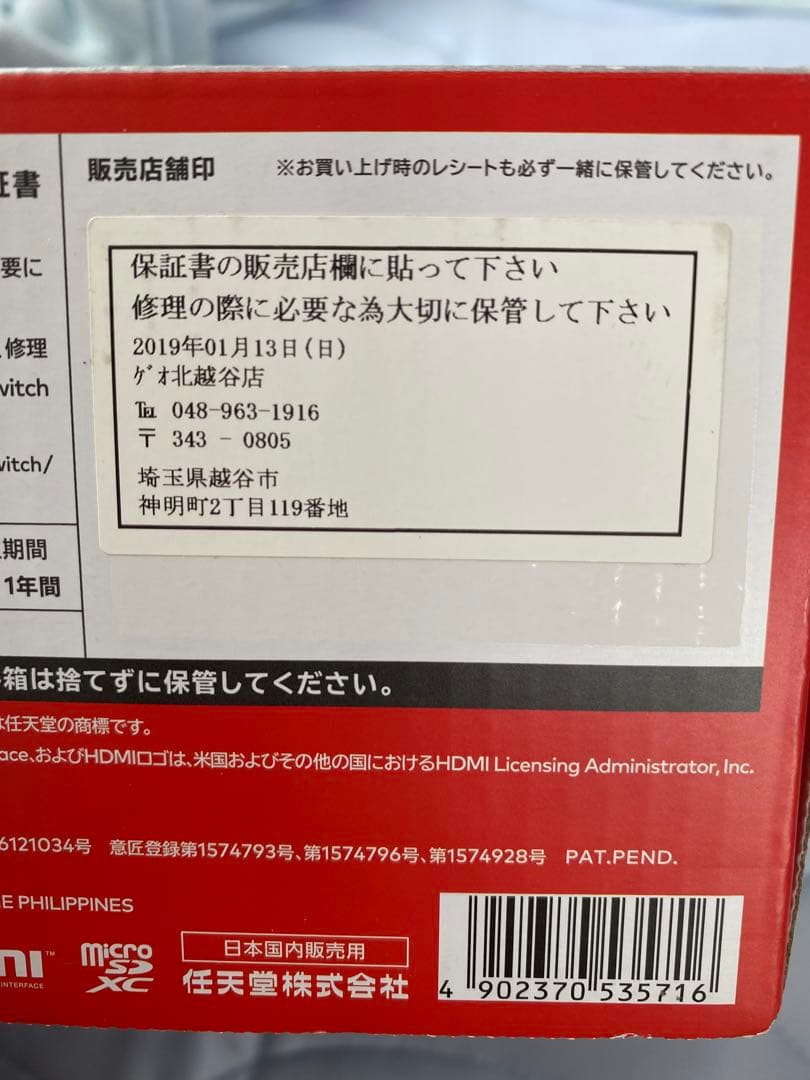 証書
販売店舗印
※お買い上げ時のレシートも必ず一緒に保管してください。
要に
修理
witch
witch/
期間
1年間
保証書の販売店欄に貼って下さい
修理の際に必要な為大切に保管して下さい
2019年01月13日(日)
ｹﾞｵ北越谷店
℡ 048-963-1916
〒 343 - 0805
埼玉県越谷市
神明町2丁目119番地
箱は捨てずに保管してください。
は任天堂の商標です。
ace、およびHDMIロゴは、米国およびその他の国におけるHDMI Licensing Administrator, Inc.
6121034号 意匠登録第1574793号、第1574796号、第1574928号 PAT.PEND.
E PHILIPPINES
MI™
INTERFACE
micro SD XC
日本国内販売用
任天堂株式会社
4 902370 535716